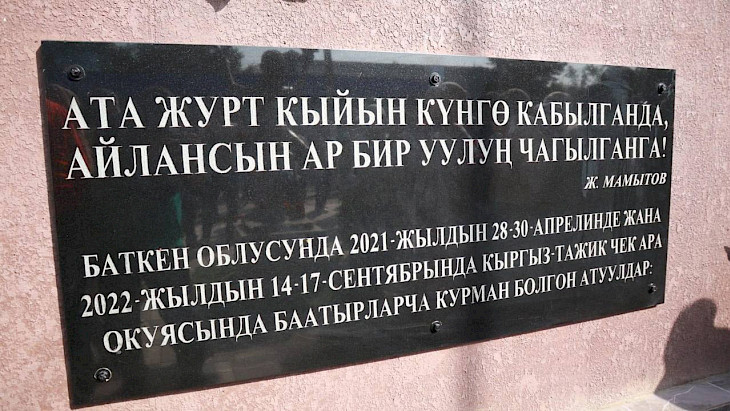 АТА ЖУРТ КЫЙЫН КҮНГӨ КАБЫЛГАНДА,
АЙЛАНСЫН АР БИР УУЛУҢ ЧАГЫЛГАНГА!
Ж. МАМЫТОВ
БАТКЕН ОБЛУСУНДА 2021-ЖЫЛДЫН 28-30-АПРЕЛИНДЕ ЖАНА
2022-ЖЫЛДЫН 14-17-СЕНТЯБРЫНДА КЫРГЫЗ-ТАЖИК ЧЕК АРА
ОКУЯСЫНДА БААТЫРЛАРЧА КУРМАН БОЛГОН АТУУЛДАР: